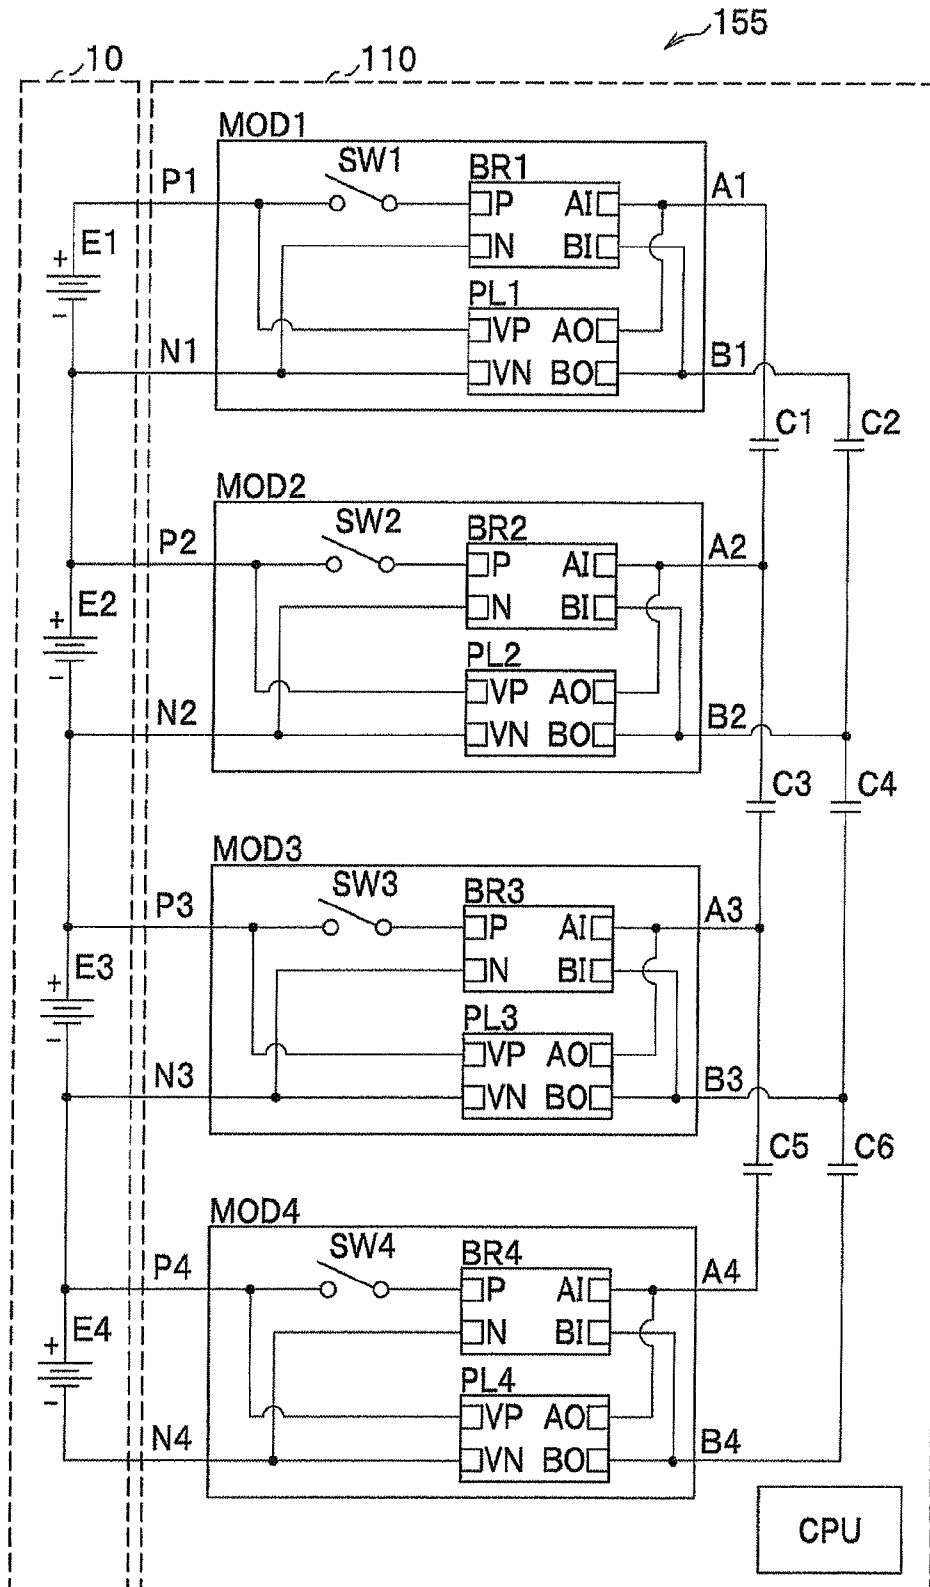 155
10
110
MOD1
SW1
BR1
P1
P AI
A1
E1
+
N BI
-
PL1
VP AO
N1
VN BO
B1
C1 C2
MOD2
SW2
BR2
P2
P AI
A2
E2
+
N BI
-
PL2
VP AO
N2
VN BO
B2
C3 C4
MOD3
SW3
BR3
P3
P AI
A3
E3
+
N BI
-
PL3
VP AO
N3
VN BO
B3
C5 C6
MOD4
SW4
BR4
P4
P AI
A4
E4
+
N BI
-
PL4
VP AO
N4
VN BO
B4
CPU